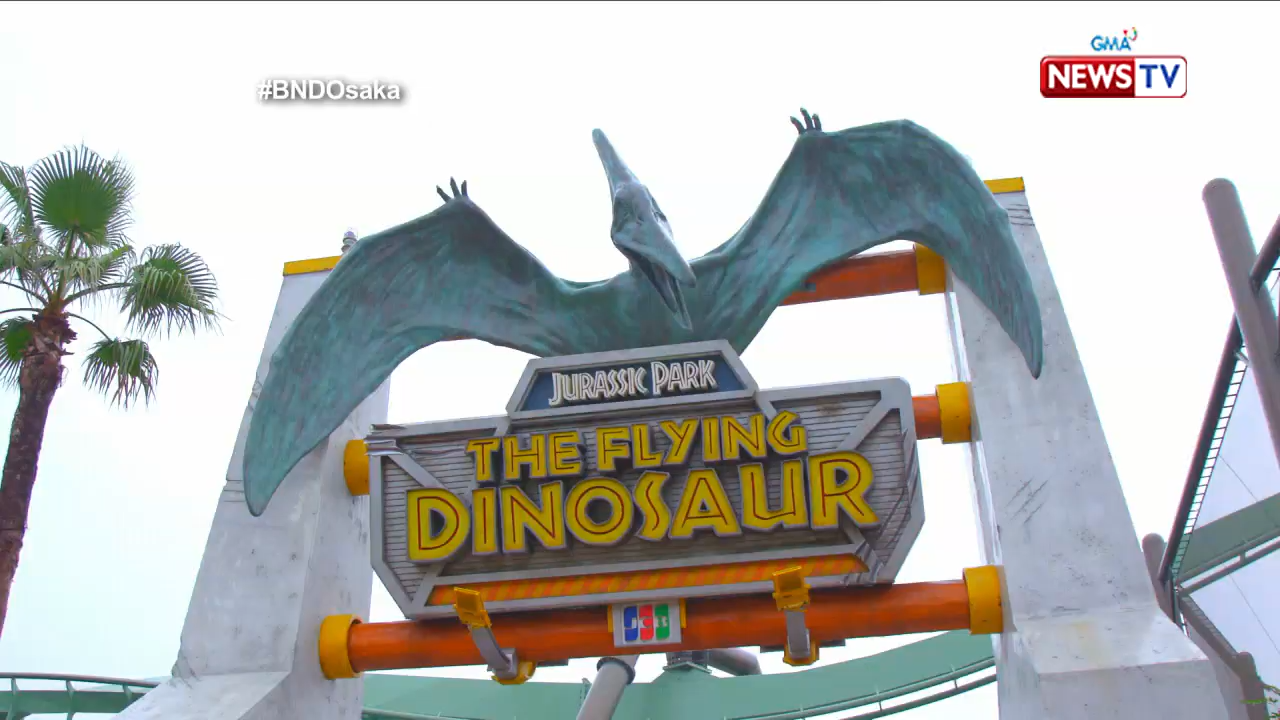 GMA
NEWS TV
#BNDOsaka
JURASSIC PARK
THE FLYING
DINOSAUR
JCB